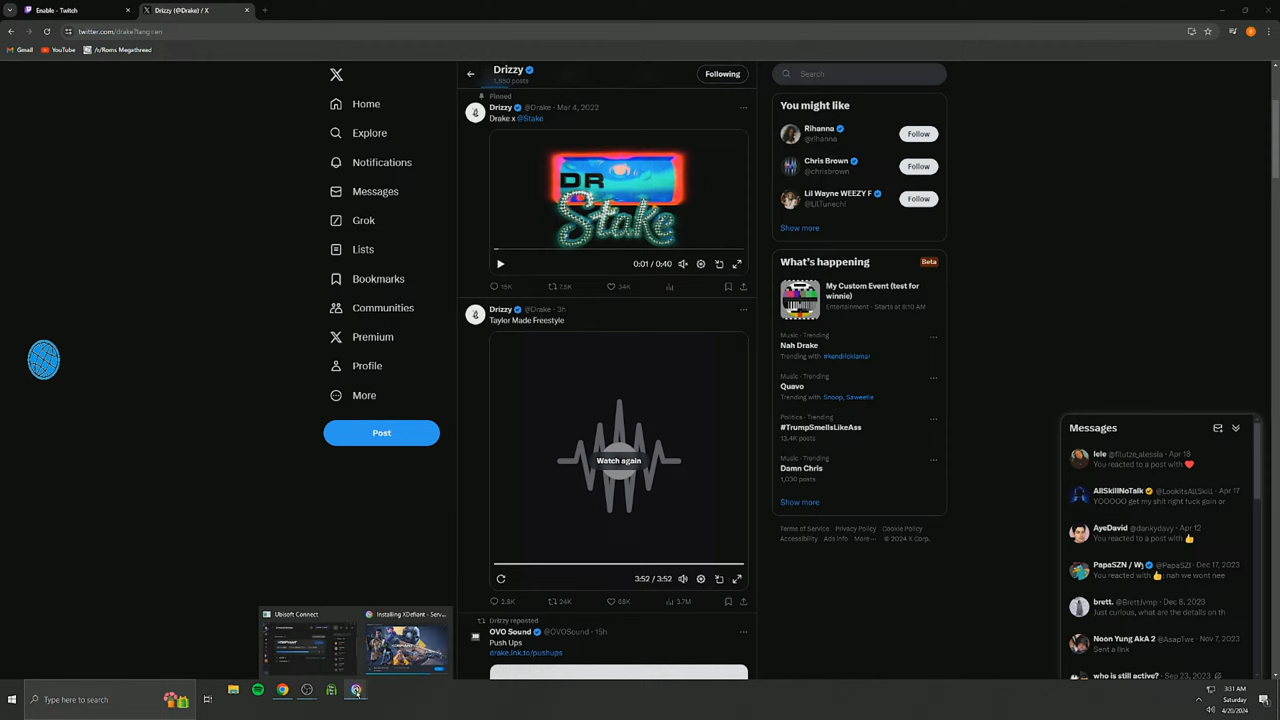 Enable - Twitch
Drizzy (@Drake) / X
twitter.com/drake?lang=en
Gmail
YouTube
/r/Roms Megathread
Drizzy
1,550 posts
Following
Search
Home
Explore
Notifications
Messages
Grok
Lists
Bookmarks
Communities
Premium
Profile
More
Post
Pinned
Drizzy @Drake · Mar 4, 2022
Drake x @Stake
DR
Stake
0:01 / 0:40
15K
7.5K
34K
Drizzy @Drake · 3h
Taylor Made Freestyle
Watch again
3:52 / 3:52
2.8K
24K
68K
3.7M
Drizzy reposted
OVO Sound @OVOSound · 15h
Push Ups
drake.lnk.to/pushups
You might like
Rihanna
@rihanna
Follow
Chris Brown
@chrisbrown
Follow
Lil Wayne WEEZY F
@LilTunechi
Follow
Show more
What's happening
Beta
My Custom Event (test for
winnie)
Entertainment · Starts at 8:10 AM
Music · Trending
Nah Drake
Trending with #kendricklamar
Music · Trending
Quavo
Trending with Snoop, Saweetie
Politics · Trending
#TrumpSmellsLikeAss
13.4K posts
Music · Trending
Damn Chris
1,030 posts
Show more
Terms of Service Privacy Policy Cookie Policy
Accessibility Ads info More ··· © 2024 X Corp.
Messages
lele @filutze_alessia · Apr 18
You reacted to a post with ❤️
AllSkillNoTalk @LookitsAllSkill · Apr 17
YOOOOO get my shit right fuck goin or
AyeDavid @dankydavy · Apr 12
You reacted to a post with 👍
PapaSZN / Wy @PapaSZI · Dec 17, 2023
You reacted with 👍: nah we wont nee
brett. @BrettJvmp · Dec 8, 2023
Just curious, what are the details on th
Noon Yung AkA 2 @AsapTwe · Nov 7, 2023
Sent a link
who is still active? · Sep 23, 2023
Ubisoft Connect
Installing XDefiant - Serv...
Type here to search
3:31 AM
Saturday
4/20/2024